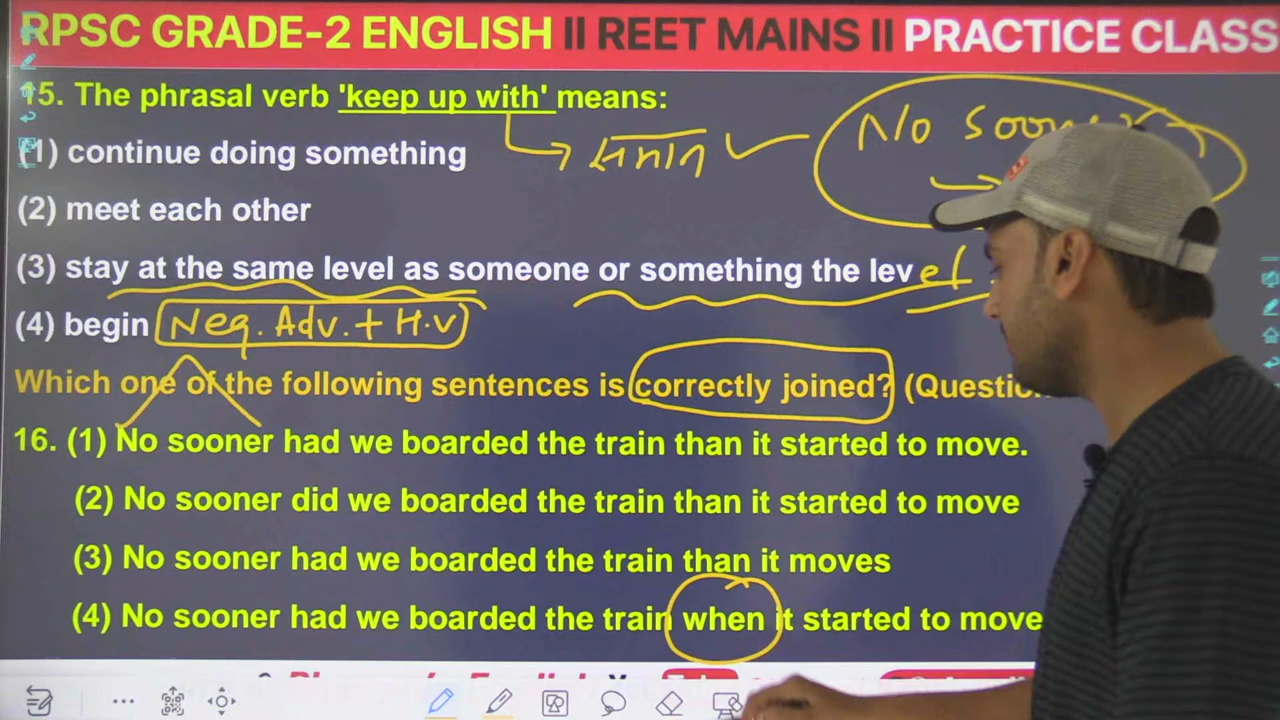 RPSC GRADE-2 ENGLISH II REET MAINS II PRACTICE CLASS
15. The phrasal verb 'keep up with' means:
No soon
(1) continue doing something
(2) meet each other
(3) stay at the same level as someone or something the level
(4) begin Neg. Adv. + H.V
Which one of the following sentences is correctly joined? (Questio
16. (1) No sooner had we boarded the train than it started to move.
(2) No sooner did we boarded the train than it started to move
(3) No sooner had we boarded the train than it moves
(4) No sooner had we boarded the train when it started to move